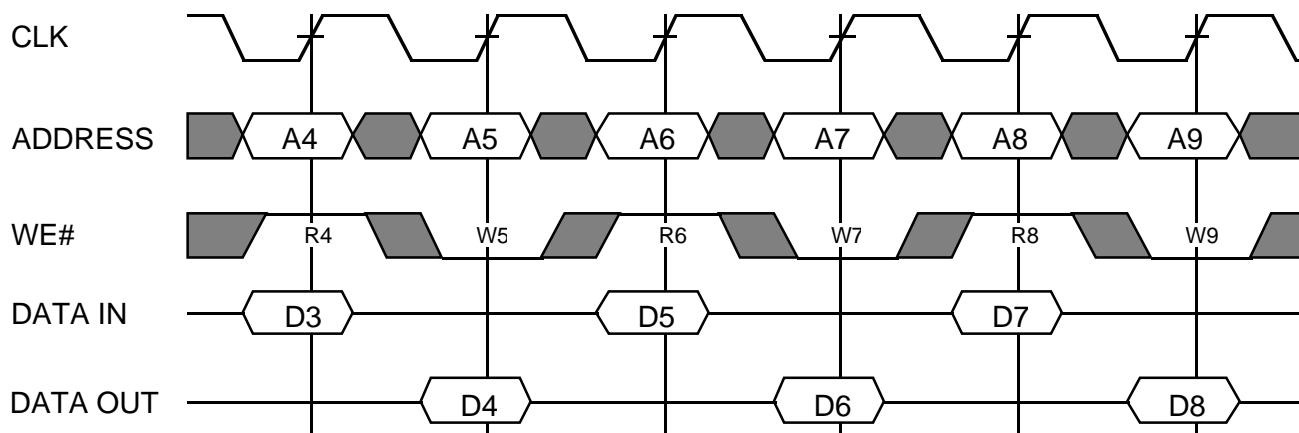 CLK
ADDRESS A4 A5 A6 A7 A8 A9
WE# R4 W5 R6 W7 R8 W9
DATA IN D3 D5 D7
DATA OUT D4 D6 D8